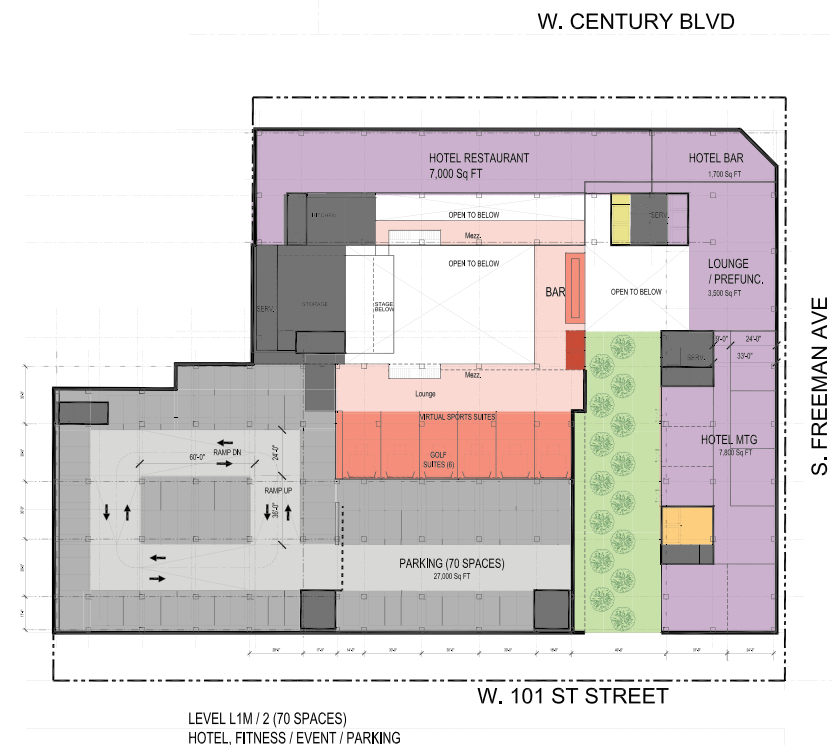 W. CENTURY BLVD
HOTEL RESTAURANT
7,000 Sq FT
HOTEL BAR
1,700 Sq FT
KITCHEN
OPEN TO BELOW
SERV.
Mezz.
OPEN TO BELOW
LOUNGE
/ PREFUNC.
3,500 Sq FT
BAR
OPEN TO BELOW
SERV.
STORAGE
STAGE
BELOW
S. FREEMAN AVE
24'-0"
33'-0"
SERV.
Mezz.
Lounge
VIRTUAL SPORTS SUITES
HOTEL MTG
7,800 Sq FT
GOLF
SUITES (6)
RAMP DN
60'-0"
24'-0"
RAMP UP
36'-0"
PARKING (70 SPACES)
27,000 Sq FT
W. 101 ST STREET
LEVEL L1M / 2 (70 SPACES)
HOTEL, FITNESS / EVENT / PARKING